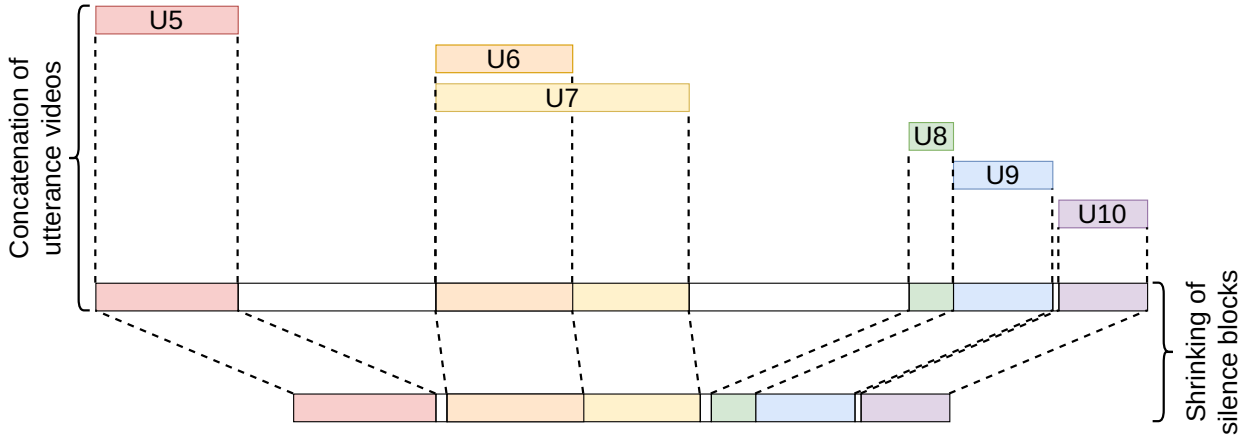 Concatenation of
utterance videos
U5
U6
U7
U8
U9
U10
Shrinking of
silence blocks